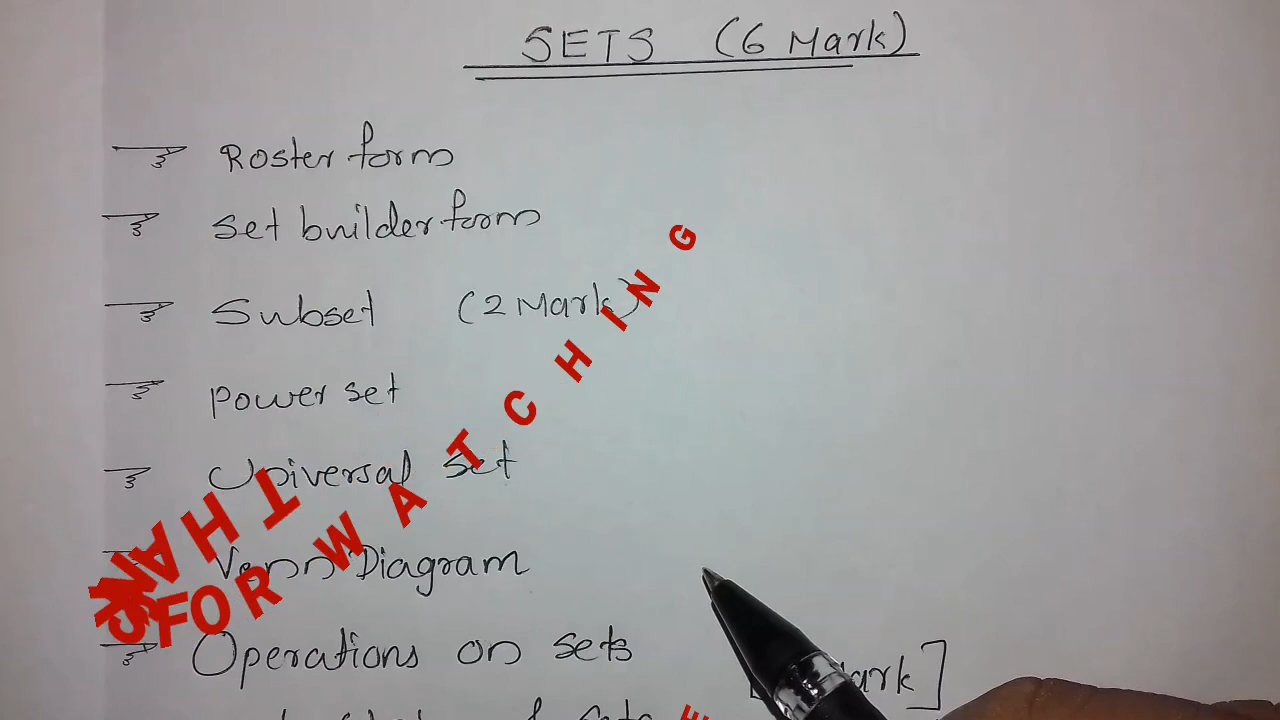 SETS (6 Mark)
Roster form
set builder form
Subset (2 Mark)
power set
Universal set
Venn Diagram
Operations on sets
THANK
FOR WATCHING